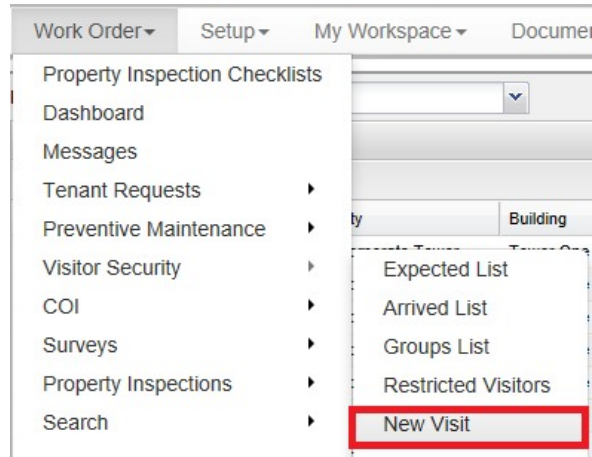 Work Order Setup My Workspace
Property Inspection Checklists
Dashboard
Messages
Tenant Requests
Preventive Maintenance
Building
Visitor Security
Expected List
COI
Arrived List
Surveys
Groups List
Property Inspections
Restricted Visitors
Search
New Visit